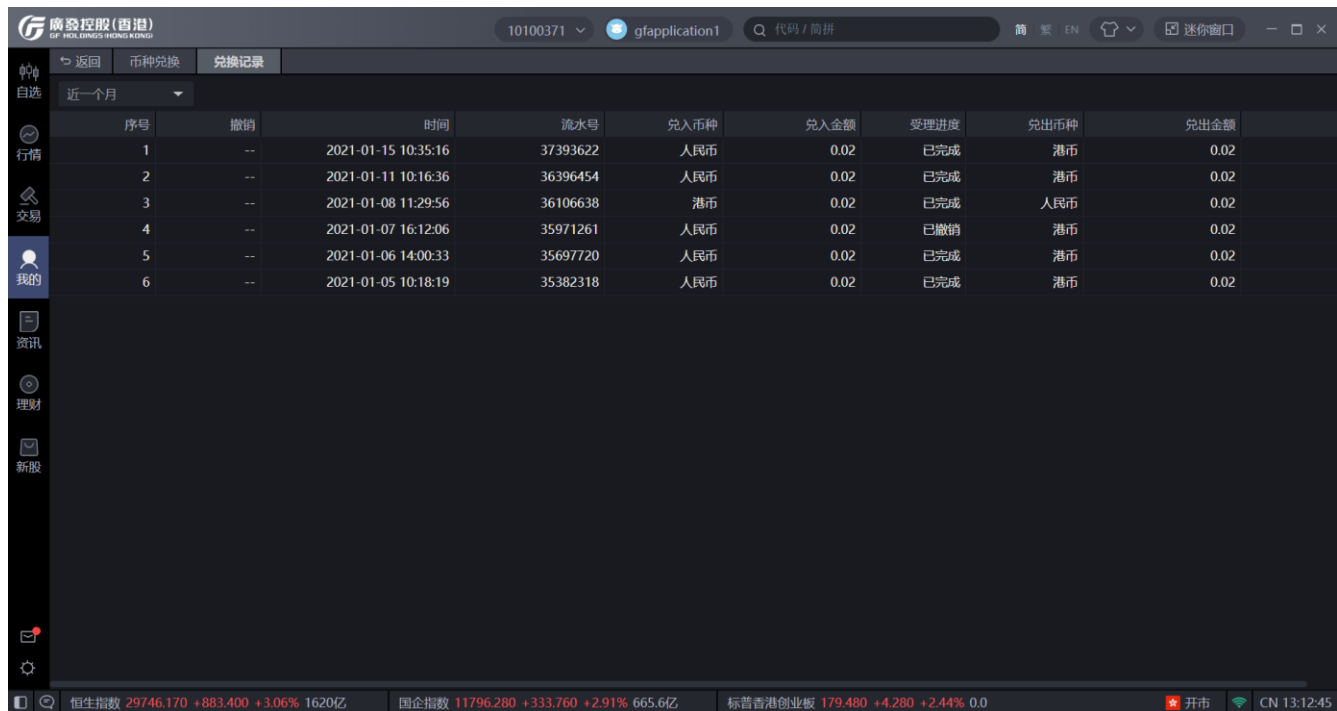 廣發控股(香港)
GF HOLDINGS (HONG KONG)
10100371
gfapplication1
代码 / 简拼
简 繁 EN
迷你窗口
返回 币种兑换 兑换记录
近一个月
序号 撤销 时间 流水号 兑入币种 兑入金额 受理进度 兑出币种 兑出金额
1 -- 2021-01-15 10:35:16 37393622 人民币 0.02 已完成 港币 0.02
2 -- 2021-01-11 10:16:36 36396454 人民币 0.02 已完成 港币 0.02
3 -- 2021-01-08 11:29:56 36106638 港币 0.02 已完成 人民币 0.02
4 -- 2021-01-07 16:12:06 35971261 人民币 0.02 已撤销 港币 0.02
5 -- 2021-01-06 14:00:33 35697720 人民币 0.02 已完成 港币 0.02
6 -- 2021-01-05 10:18:19 35382318 人民币 0.02 已完成 港币 0.02
自选
行情
交易
我的
资讯
理财
新股
恒生指数 29746.170 +883.400 +3.06% 1620亿 国企指数 11796.280 +333.760 +2.91% 665.6亿 标普香港创业板 179.480 +4.280 +2.44% 0.0 开市 CN 13:12:45